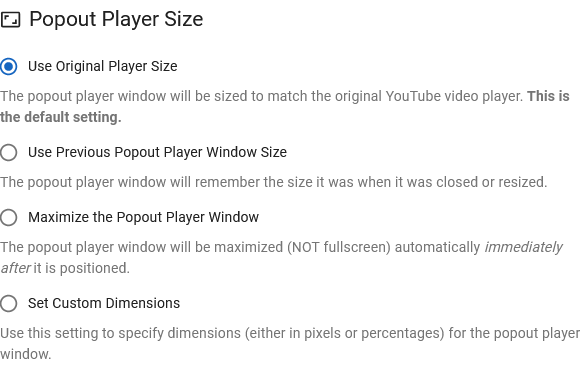 Popout Player Size
Use Original Player Size
The popout player window will be sized to match the original YouTube video player. This is
the default setting.
Use Previous Popout Player Window Size
The popout player window will remember the size it was when it was closed or resized.
Maximize the Popout Player Window
The popout player window will be maximized (NOT fullscreen) automatically immediately
after it is positioned.
Set Custom Dimensions
Use this setting to specify dimensions (either in pixels or percentages) for the popout player
window.